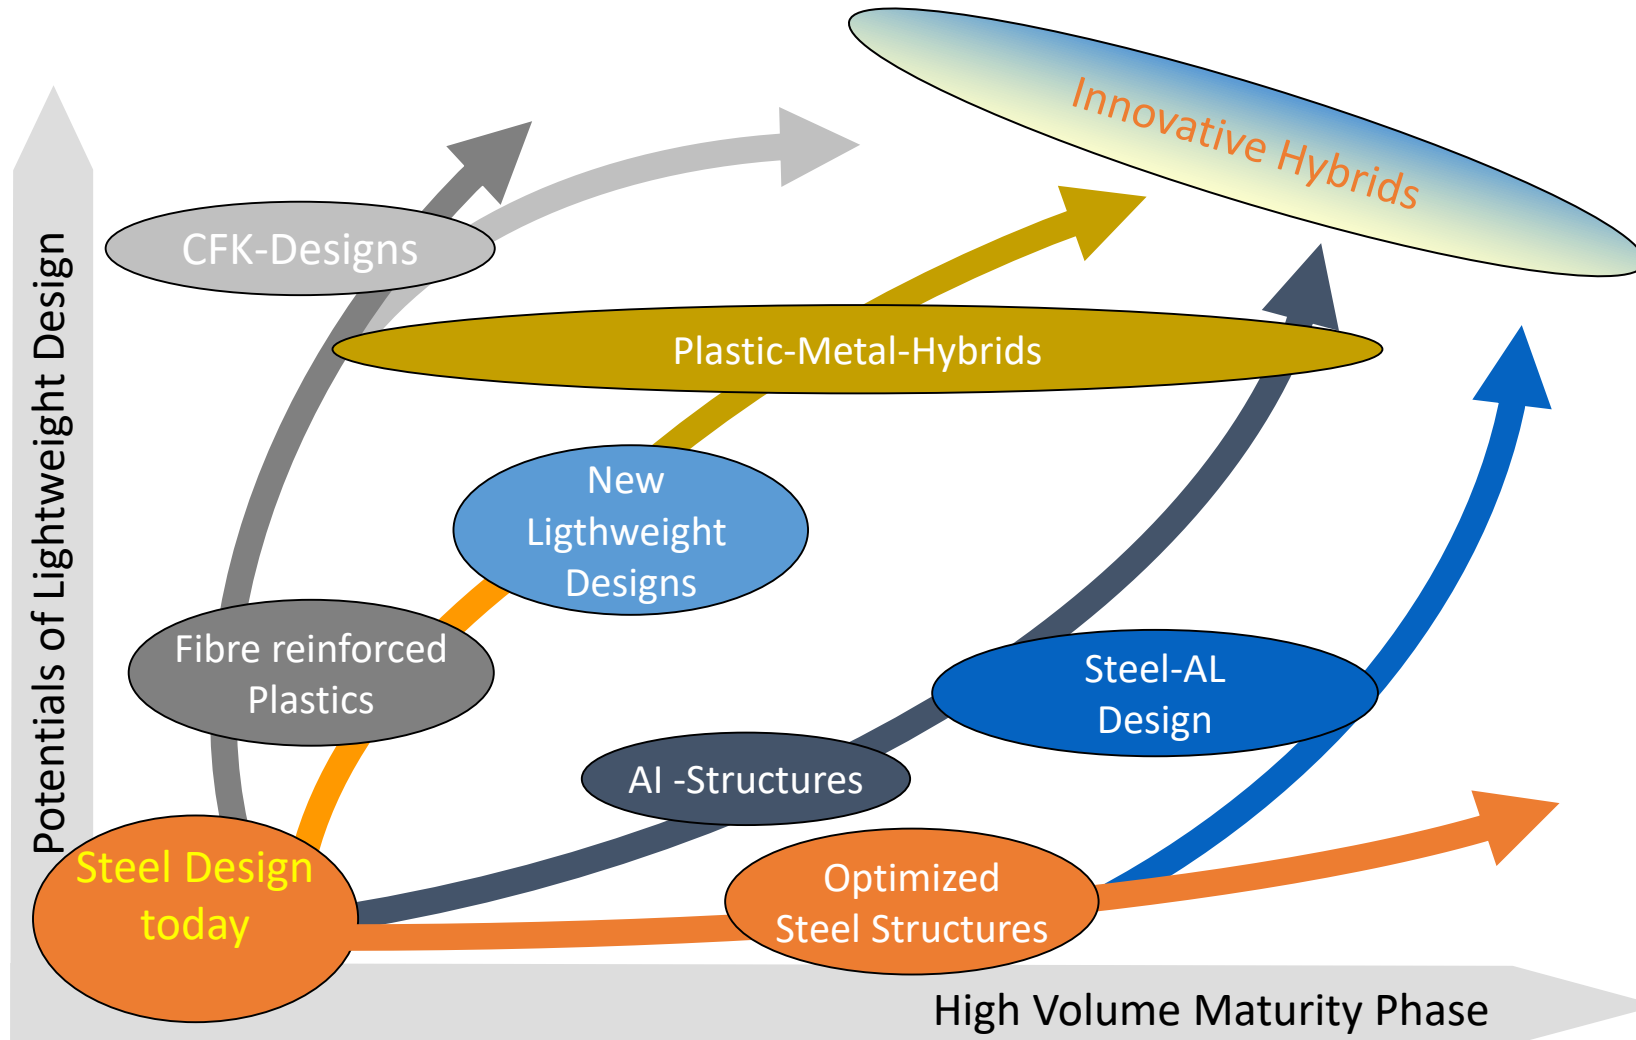 Innovative Hybrids
CFK-Designs
Plastic-Metal-Hybrids
New
Ligthweight
Designs
Fibre reinforced
Plastics
Steel-AL
Design
AI -Structures
Optimized
Steel Structures
Steel Design
today
Potentials of Lightweight Design
High Volume Maturity Phase